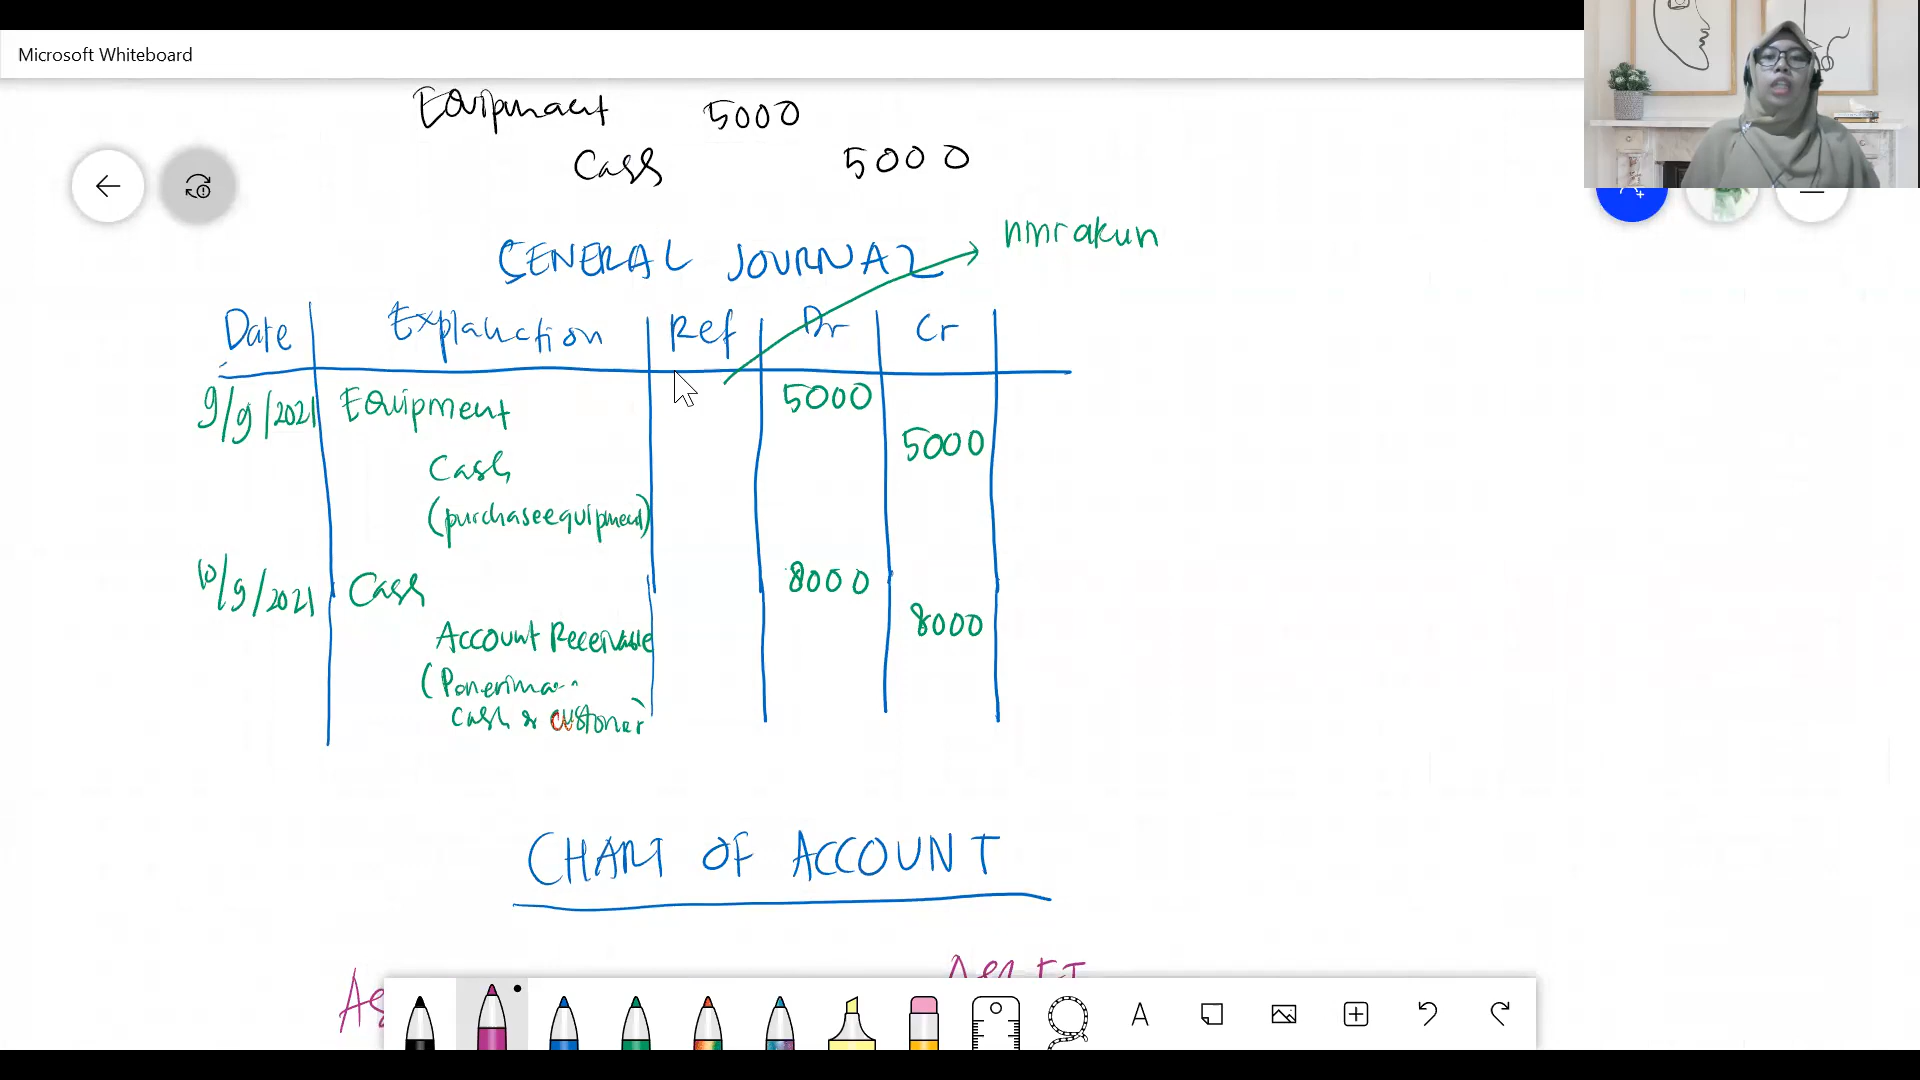 Microsoft Whiteboard
Equipment 5000
Cash 5000
nmr akun
GENERAL JOURNAL
Date Explanation Ref Dr Cr
9/9/2021 Equipment 5000
Cash 5000
(purchase equipment)
10/9/2021 Cash 8000
Account Receivable 8000
(Penerimaan
cash customer
CHART OF ACCOUNT
A